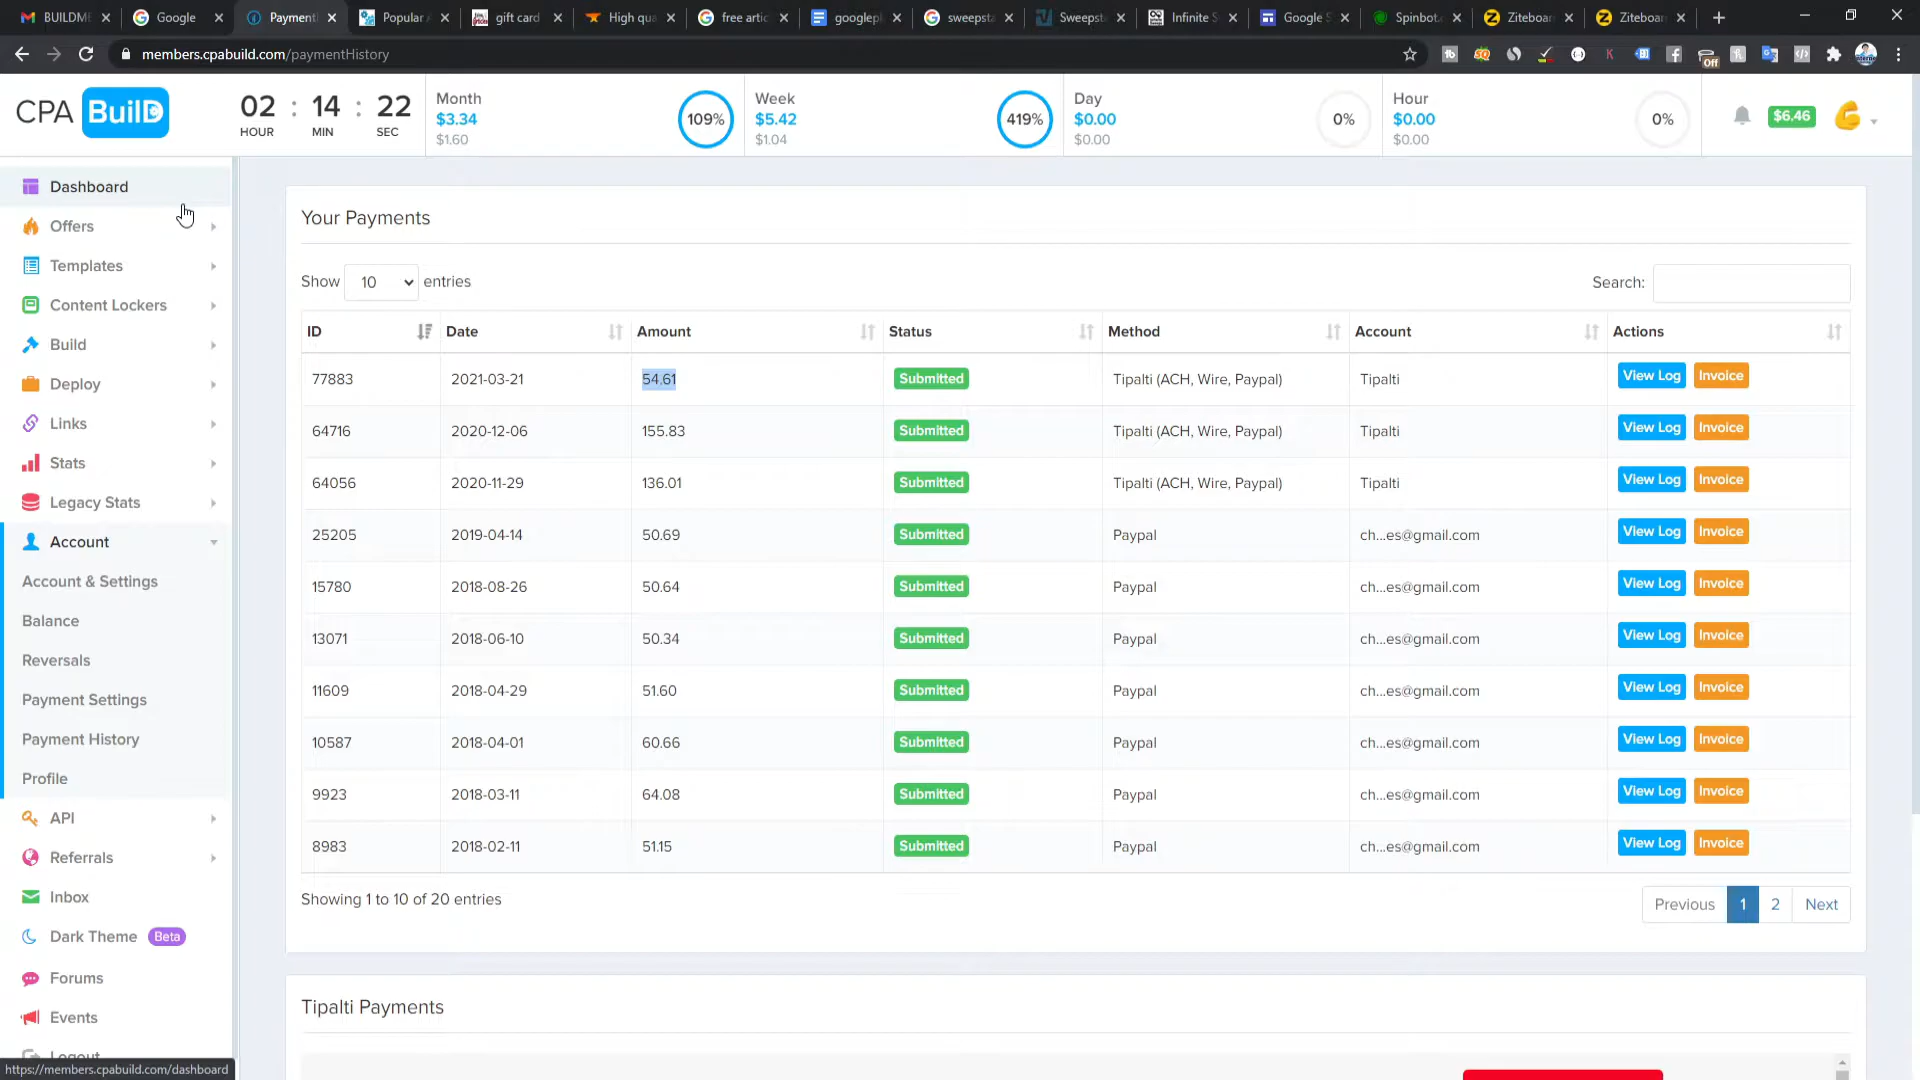 BUILDME
Google
Payment
Popular
gift card
High qua
free artic
googlepl
sweepsta
Sweepst
Infinite S
Google S
Spinbot.
Ziteboar
Ziteboar
members.cpabuild.com/paymentHistory
Off
CPA BuilD
02 : 14 : 22
HOUR MIN SEC
Month
$3.34
$1.60
109%
Week
$5.42
$1.04
419%
Day
$0.00
$0.00
0%
Hour
$0.00
$0.00
0%
$6.46
Dashboard
Offers
Templates
Content Lockers
Build
Deploy
Links
Stats
Legacy Stats
Account
Account & Settings
Balance
Reversals
Payment Settings
Payment History
Profile
API
Referrals
Inbox
Dark Theme Beta
Forums
Events
Logout
https://members.cpabuild.com/dashboard
Your Payments
Show 10 entries
Search:
ID Date Amount Status Method Account Actions
77883 2021-03-21 54.61 Submitted Tipalti (ACH, Wire, Paypal) Tipalti View Log Invoice
64716 2020-12-06 155.83 Submitted Tipalti (ACH, Wire, Paypal) Tipalti View Log Invoice
64056 2020-11-29 136.01 Submitted Tipalti (ACH, Wire, Paypal) Tipalti View Log Invoice
25205 2019-04-14 50.69 Submitted Paypal ch...es@gmail.com View Log Invoice
15780 2018-08-26 50.64 Submitted Paypal ch...es@gmail.com View Log Invoice
13071 2018-06-10 50.34 Submitted Paypal ch...es@gmail.com View Log Invoice
11609 2018-04-29 51.60 Submitted Paypal ch...es@gmail.com View Log Invoice
10587 2018-04-01 60.66 Submitted Paypal ch...es@gmail.com View Log Invoice
9923 2018-03-11 64.08 Submitted Paypal ch...es@gmail.com View Log Invoice
8983 2018-02-11 51.15 Submitted Paypal ch...es@gmail.com View Log Invoice
Showing 1 to 10 of 20 entries
Previous 1 2 Next
Tipalti Payments